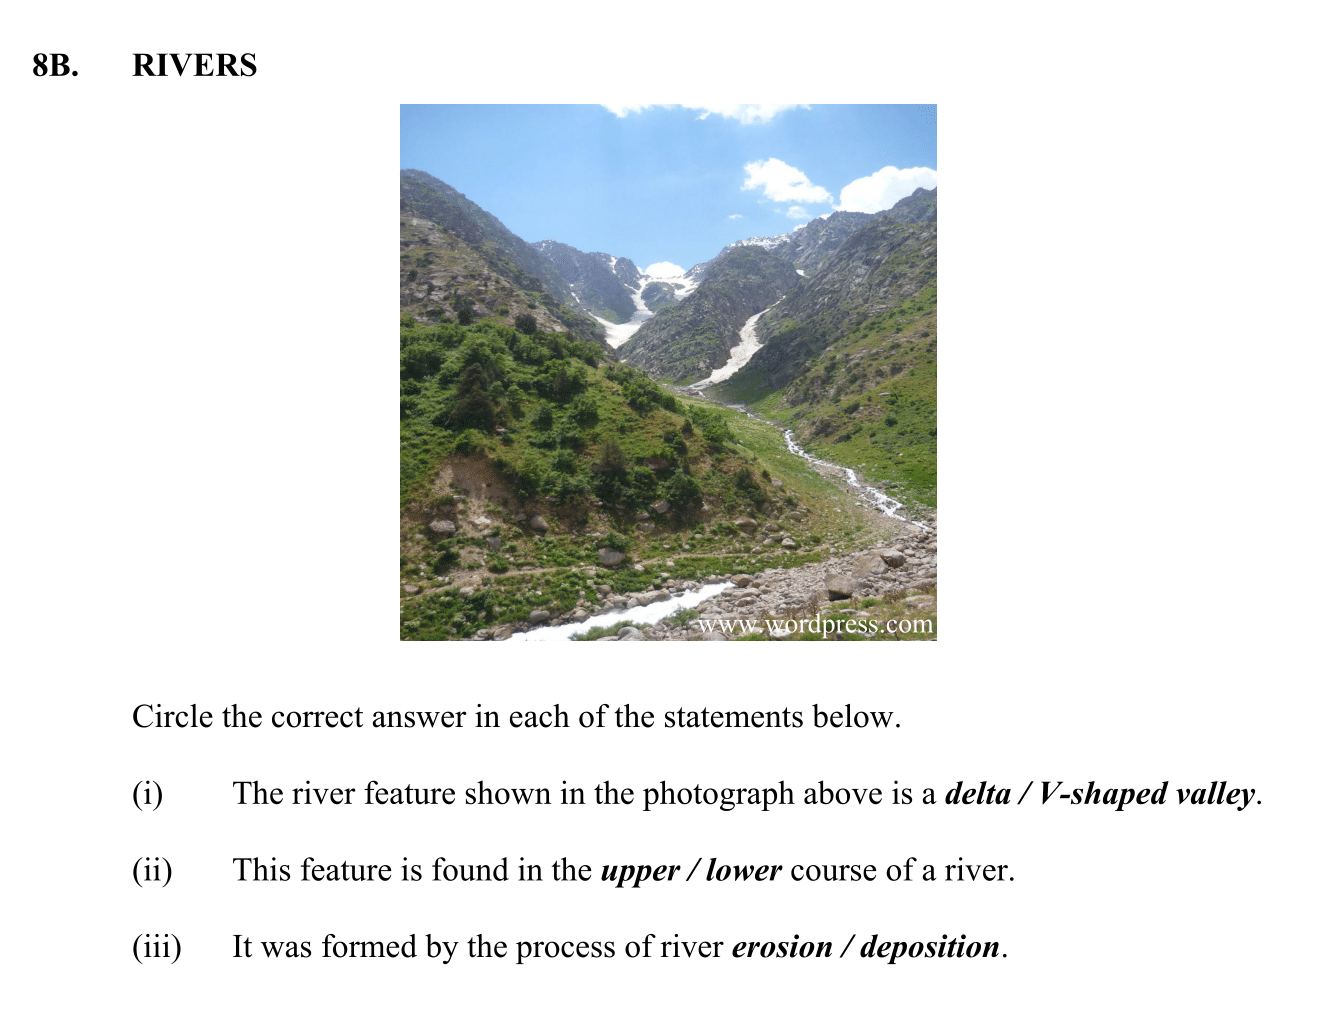 8B. RIVERS
www.wordpress.com
Circle the correct answer in each of the statements below.
(i) The river feature shown in the photograph above is a delta / V-shaped valley.
(ii) This feature is found in the upper / lower course of a river.
(iii) It was formed by the process of river erosion / deposition.